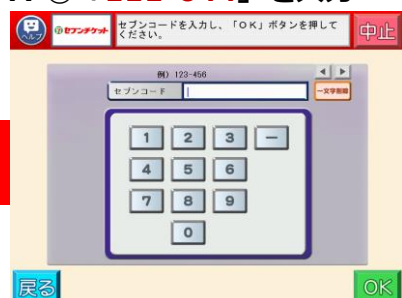 ヘルプ
セブンチケット
セブンコードを入力し、「OK」ボタンを押して
ください。
中止
例) 123-456
セブンコード
一文字削除
1 2 3 ー
4 5 6
7 8 9
0
戻る
OK